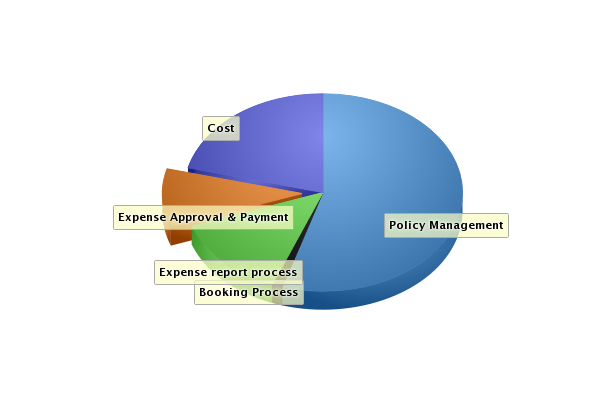 Cost
Expense Approval & Payment
Policy Management
Expense report process
Booking Process